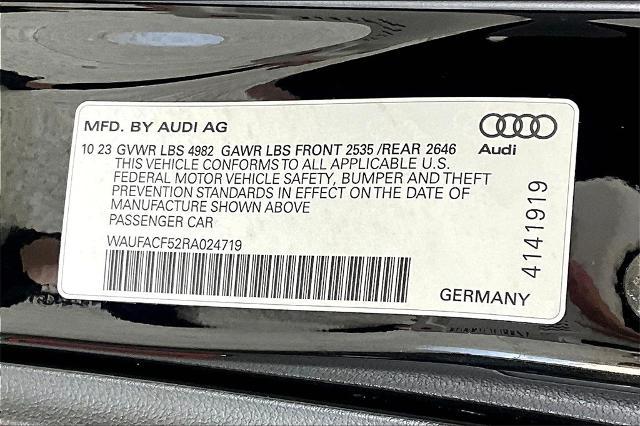 MFD. BY AUDI AG
10 23 GVWR LBS 4982 GAWR LBS FRONT 2535 /REAR 2646
THIS VEHICLE CONFORMS TO ALL APPLICABLE U.S.
FEDERAL MOTOR VEHICLE SAFETY, BUMPER AND THEFT
PREVENTION STANDARDS IN EFFECT ON THE DATE OF
MANUFACTURE SHOWN ABOVE
PASSENGER CAR
WAUFACF52RA024719
Audi
4141919
GERMANY